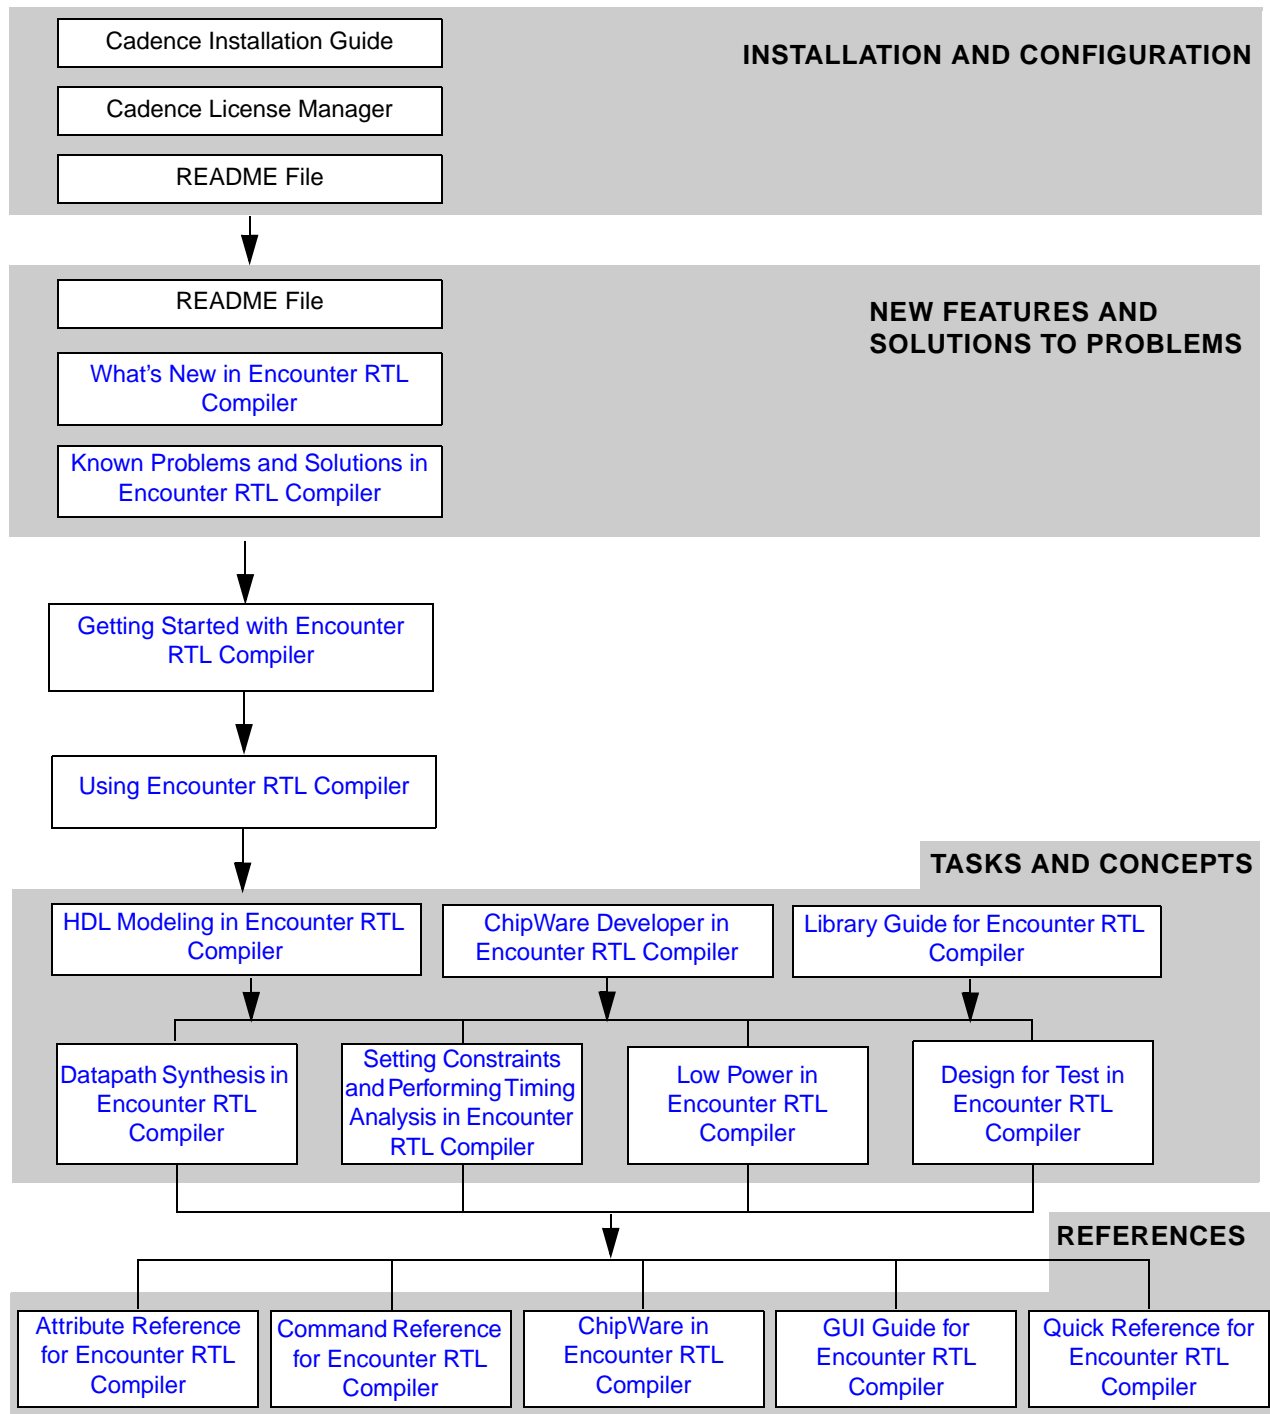 Cadence Installation Guide
INSTALLATION AND CONFIGURATION
Cadence License Manager
README File
README File
NEW FEATURES AND
SOLUTIONS TO PROBLEMS
What's New in Encounter RTL
Compiler
Known Problems and Solutions in
Encounter RTL Compiler
Getting Started with Encounter
RTL Compiler
Using Encounter RTL Compiler
TASKS AND CONCEPTS
HDL Modeling in Encounter RTL
Compiler
ChipWare Developer in
Encounter RTL Compiler
Library Guide for Encounter RTL
Compiler
Datapath Synthesis in
Encounter RTL
Compiler
Setting Constraints
and Performing Timing
Analysis in Encounter
RTL Compiler
Low Power in
Encounter RTL
Compiler
Design for Test in
Encounter RTL
Compiler
REFERENCES
Attribute Reference
for Encounter RTL
Compiler
Command Reference
for Encounter RTL
Compiler
ChipWare in
Encounter RTL
Compiler
GUI Guide for
Encounter RTL
Compiler
Quick Reference for
Encounter RTL
Compiler